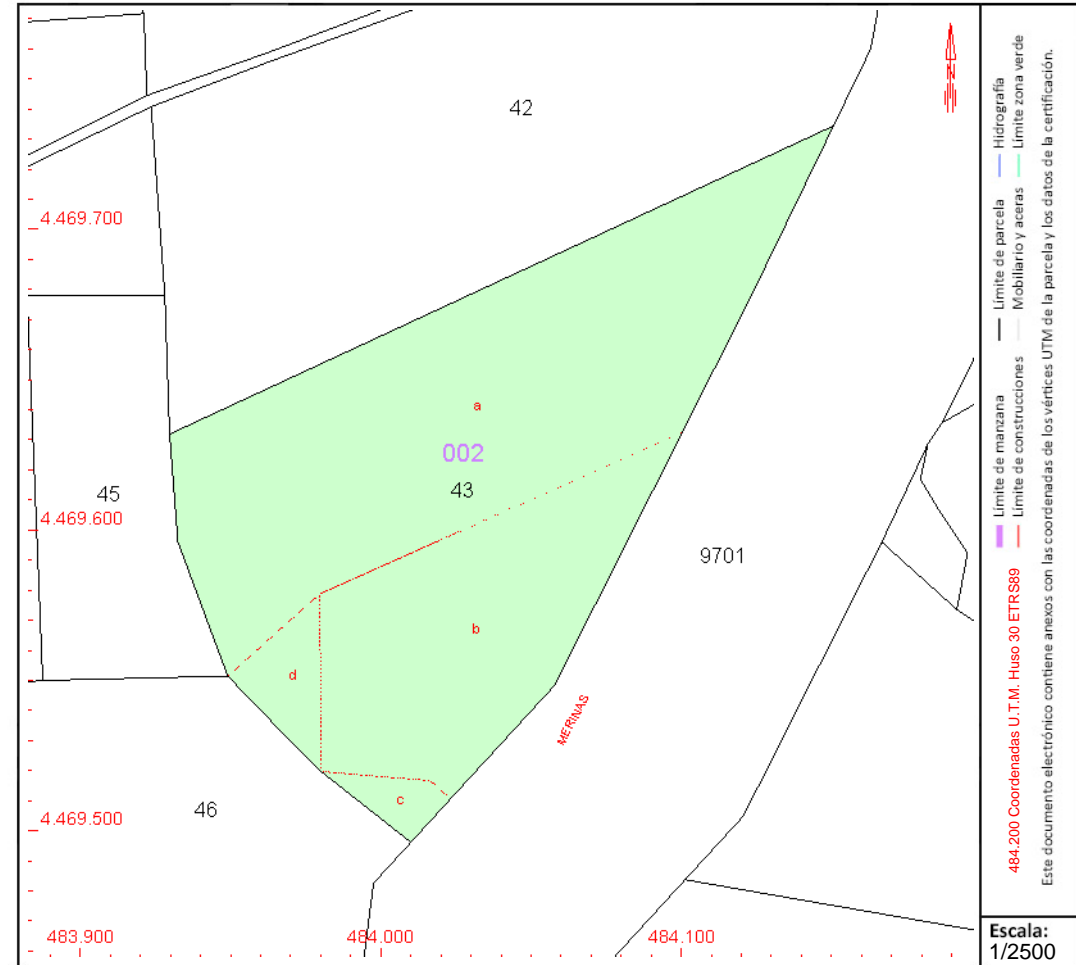 42
4.469.700
a
002
43
45
4.469.600
9701
b
d
MERINAS
c
46
4.469.500
483.900
484.000
484.100
N
Límite de manzana
Límite de parcela
Hidrografía
Límite de construcciones
Mobiliario y aceras
Límite zona verde
484.200 Coordenadas U.T.M. Huso 30 ETRS89
Este documento electrónico contiene anexos con las coordenadas de los vértices UTM de la parcela y los datos de la certificación.
Escala:
1/2500